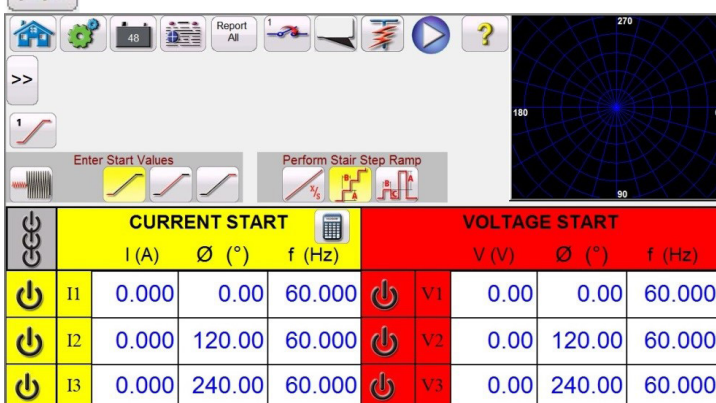 48
Report
All
1
?
270
>>
180
1
Enter Start Values
Perform Stair Step Ramp
X/s
B
A
B
C
A
90
CURRENT START
VOLTAGE START
I (A) Ø (°) f (Hz) V (V) Ø (°) f (Hz)
I1 0.000 0.00 60.000 V1 0.00 0.00 60.000
I2 0.000 120.00 60.000 V2 0.00 120.00 60.000
I3 0.000 240.00 60.000 V3 0.00 240.00 60.000